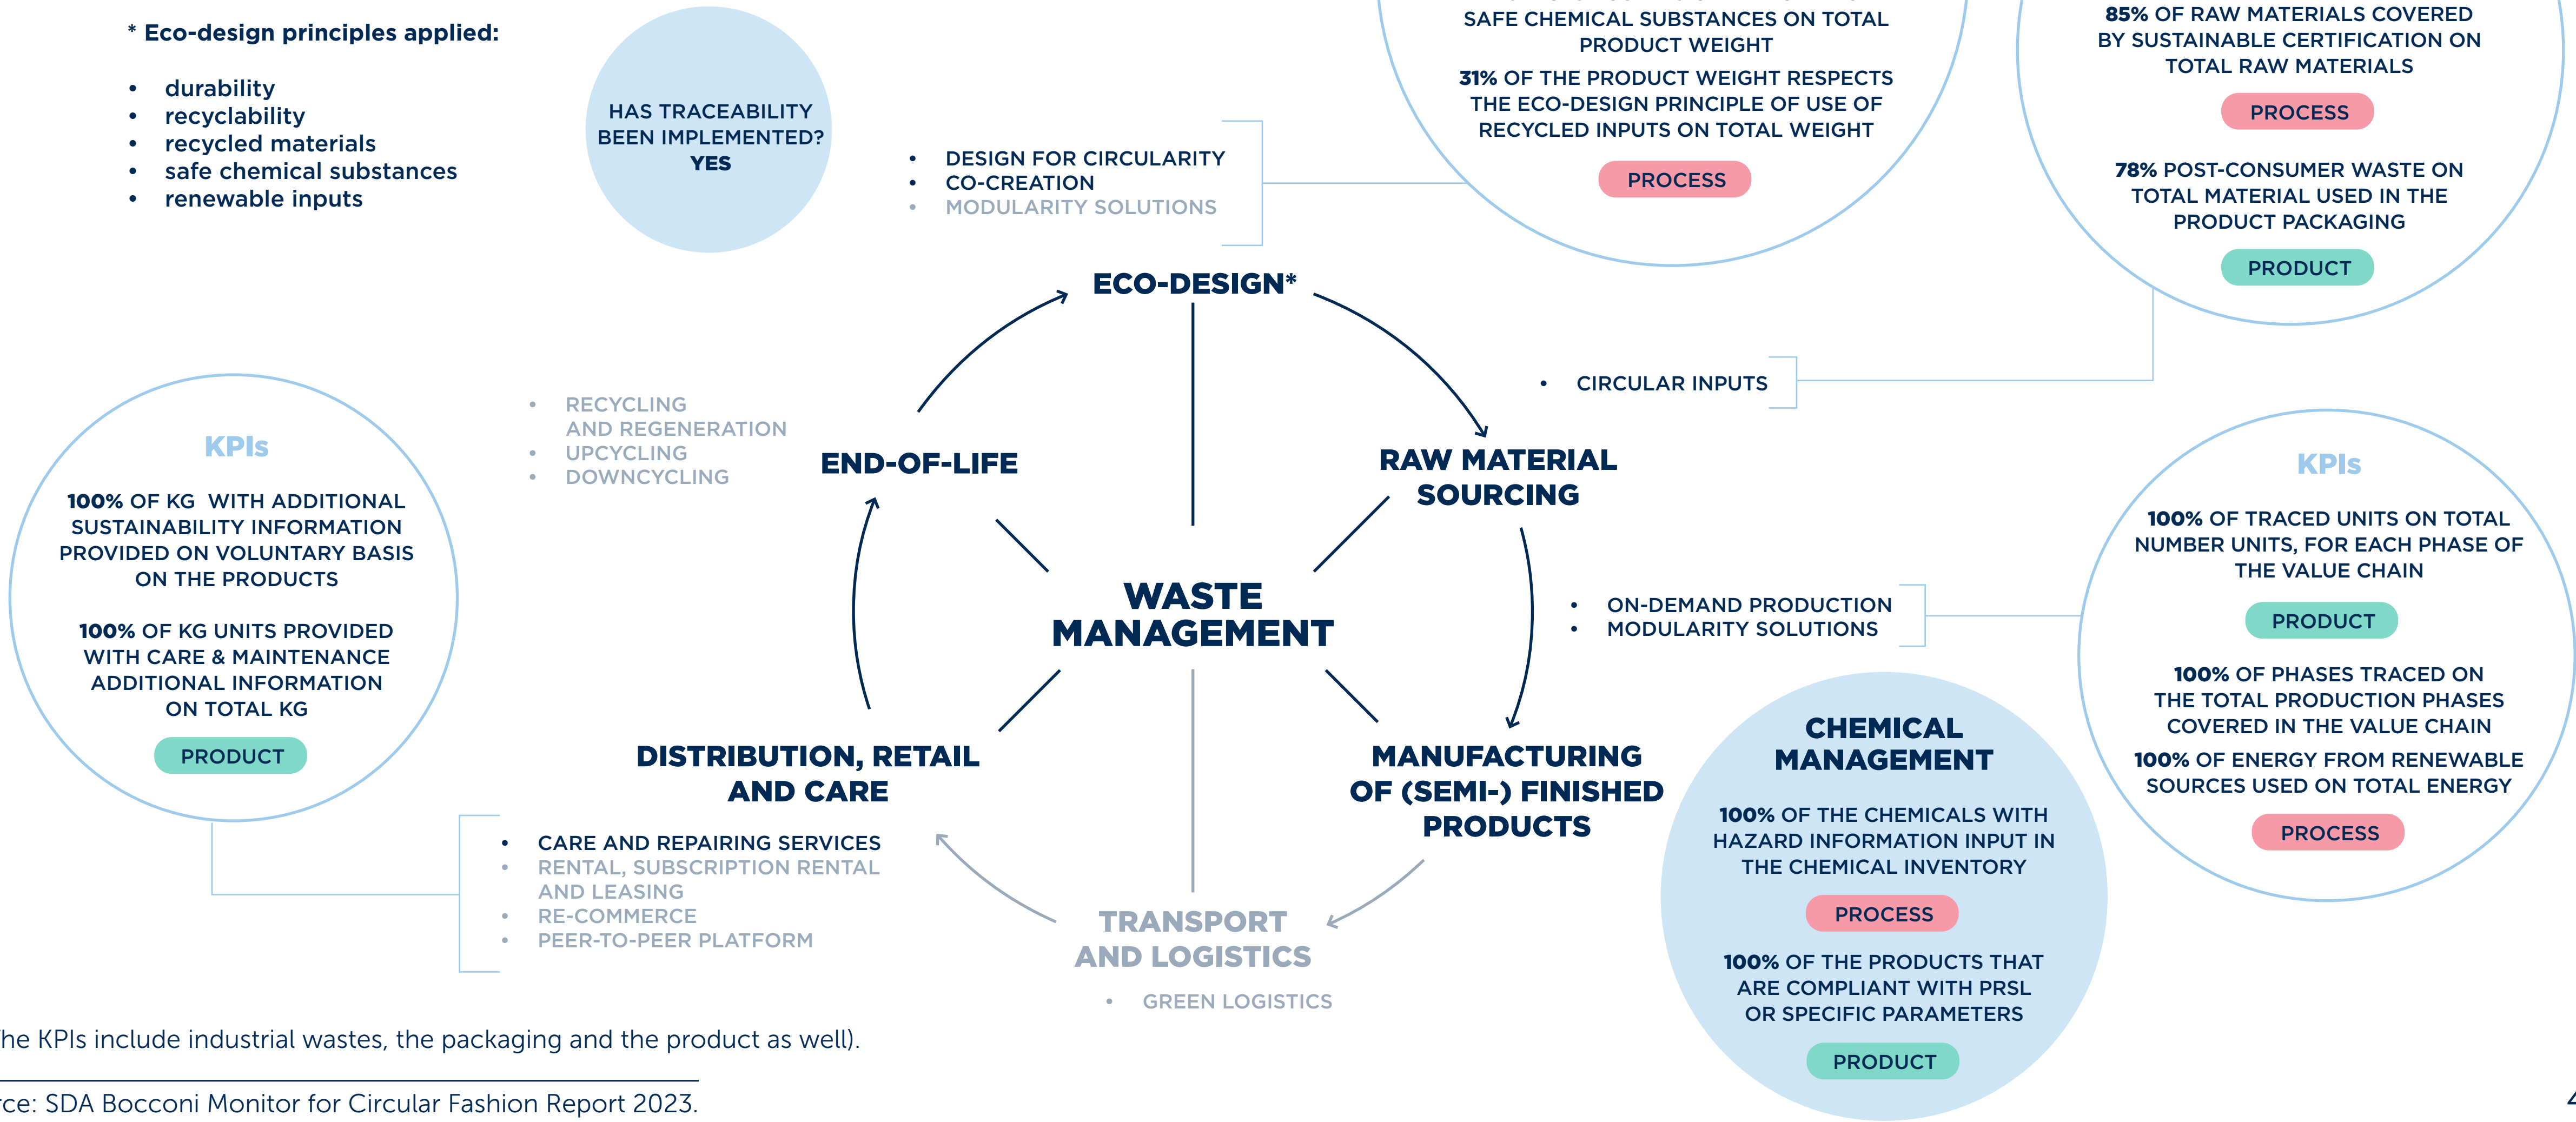 * Eco-design principles applied:
• durability
• recyclability
• recycled materials
• safe chemical substances
• renewable inputs
HAS TRACEABILITY
BEEN IMPLEMENTED?
YES
• DESIGN FOR CIRCULARITY
• CO-CREATION
• MODULARITY SOLUTIONS
SAFE CHEMICAL SUBSTANCES ON TOTAL
PRODUCT WEIGHT
31% OF THE PRODUCT WEIGHT RESPECTS
THE ECO-DESIGN PRINCIPLE OF USE OF
RECYCLED INPUTS ON TOTAL WEIGHT
PROCESS
85% OF RAW MATERIALS COVERED
BY SUSTAINABLE CERTIFICATION ON
TOTAL RAW MATERIALS
PROCESS
78% POST-CONSUMER WASTE ON
TOTAL MATERIAL USED IN THE
PRODUCT PACKAGING
PRODUCT
ECO-DESIGN*
• CIRCULAR INPUTS
RAW MATERIAL
SOURCING
• RECYCLING
AND REGENERATION
• UPCYCLING
• DOWNCYCLING
END-OF-LIFE
KPIs
100% OF KG WITH ADDITIONAL
SUSTAINABILITY INFORMATION
PROVIDED ON VOLUNTARY BASIS
ON THE PRODUCTS
100% OF KG UNITS PROVIDED
WITH CARE & MAINTENANCE
ADDITIONAL INFORMATION
ON TOTAL KG
PRODUCT
WASTE
MANAGEMENT
• ON-DEMAND PRODUCTION
• MODULARITY SOLUTIONS
KPIs
100% OF TRACED UNITS ON TOTAL
NUMBER UNITS, FOR EACH PHASE OF
THE VALUE CHAIN
PRODUCT
100% OF PHASES TRACED ON
THE TOTAL PRODUCTION PHASES
COVERED IN THE VALUE CHAIN
100% OF ENERGY FROM RENEWABLE
SOURCES USED ON TOTAL ENERGY
PROCESS
DISTRIBUTION, RETAIL
AND CARE
• CARE AND REPAIRING SERVICES
• RENTAL, SUBSCRIPTION RENTAL
AND LEASING
• RE-COMMERCE
• PEER-TO-PEER PLATFORM
MANUFACTURING
OF (SEMI-) FINISHED
PRODUCTS
CHEMICAL
MANAGEMENT
100% OF THE CHEMICALS WITH
HAZARD INFORMATION INPUT IN
THE CHEMICAL INVENTORY
PROCESS
100% OF THE PRODUCTS THAT
ARE COMPLIANT WITH PRSL
OR SPECIFIC PARAMETERS
PRODUCT
TRANSPORT
AND LOGISTICS
• GREEN LOGISTICS
KPIs include industrial wastes, the packaging and the product as well).
SDA Bocconi Monitor for Circular Fashion Report 2023.